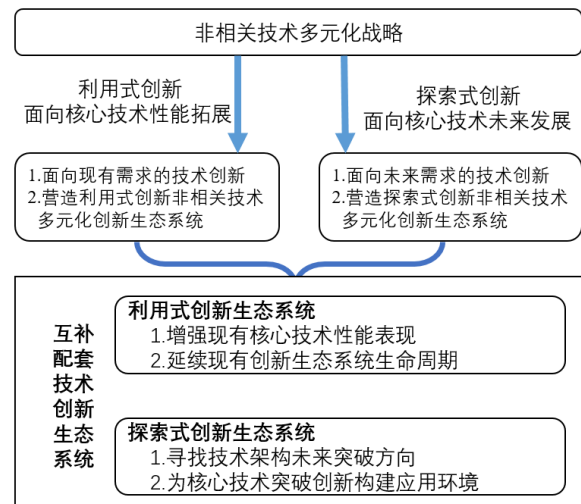 非相关技术多元化战略
利用式创新
面向核心技术性能拓展
探索式创新
面向核心技术未来发展
1.面向现有需求的技术创新
2.营造利用式创新非相关技术
多元化创新生态系统
1.面向未来需求的技术创新
2.营造探索式创新非相关技术
多元化创新生态系统
互补
配套
技术
创新
生态
系统
利用式创新生态系统
1.增强现有核心技术性能表现
2.延续现有创新生态系统生命周期
探索式创新生态系统
1.寻找技术架构未来突破方向
2.为核心技术突破创新构建应用环境